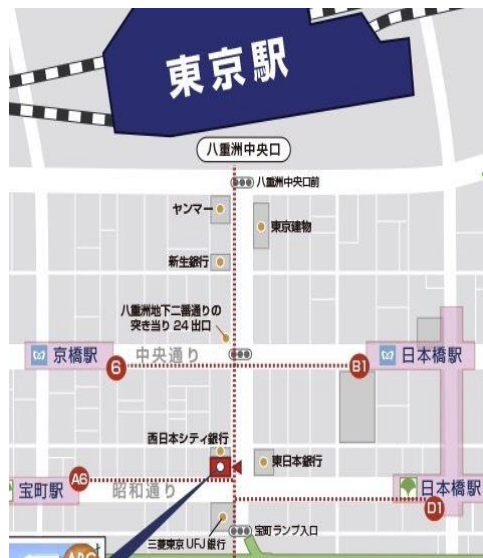 東京駅
八重洲中央口
八重洲中央口前
ヤンマー
東京建物
新生銀行
八重洲地下二番通りの
突き当り 24 出口
京橋駅
中央通り
日本橋駅
6
B1
西日本シティ銀行
東日本銀行
A6
宝町駅
昭和通り
日本橋駅
D1
三菱東京UFJ銀行
宝町ランプ入口
ABC